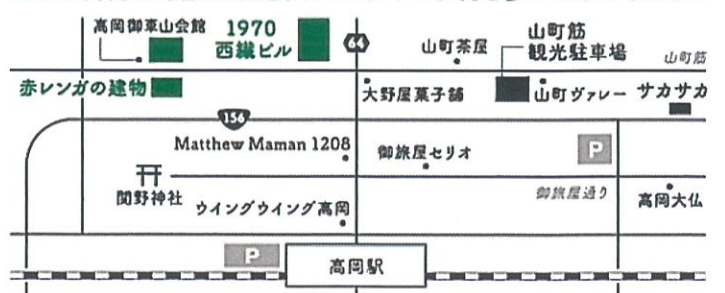 高岡御車山会館
1970
西繊ビル
64
山町茶屋
山町筋
観光駐車場
山町筋
赤レンガの建物
大野屋菓子舗
山町ヴァレー
サカサカ
156
Matthew Maman 1208
御旅屋セリオ
P
関野神社
ウイングウイング高岡
御旅屋通り
高岡大仏
P
高岡駅